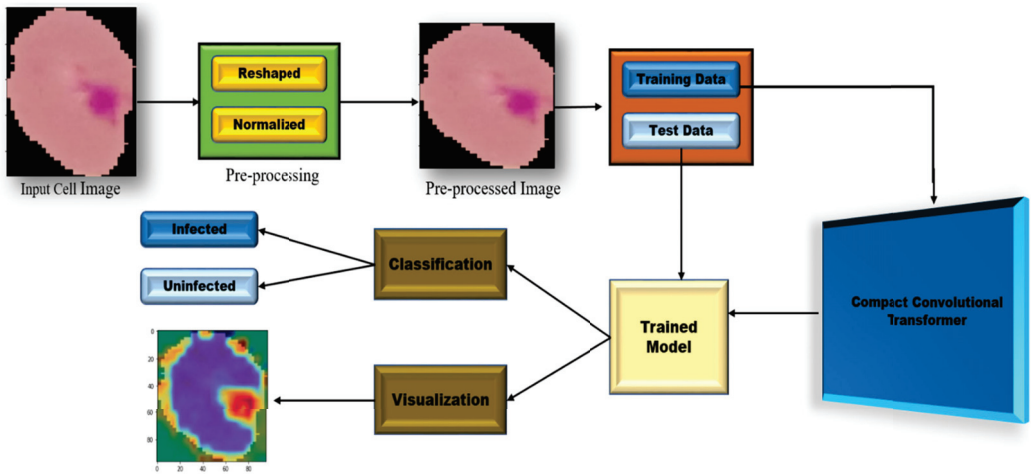 Reshaped
Normalized
Training Data
Test Data
Input Cell Image
Pre-processing
Pre-processed Image
Infected
Uninfected
Classification
Trained
Model
Compact Convolutional
Transformer
Visualization
0
20
40
60
80
0 20 40 60 80